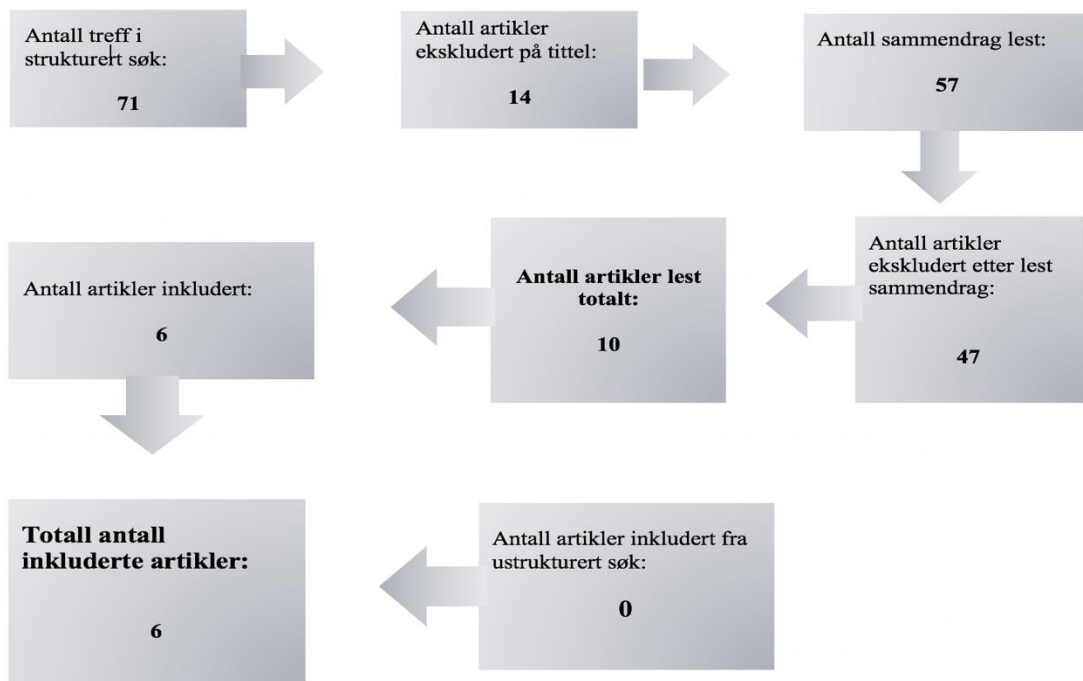 Antall treff i
strukturert søk:
71
Antall artikler
ekskludert på tittel:
14
Antall sammendrag lest:
57
Antall artikler
ekskludert etter lest
sammendrag:
47
Antall artikler lest
totalt:
10
Antall artikler inkludert:
6
Totall antall
inkluderte artikler:
6
Antall artikler inkludert fra
ustrukturert søk:
0